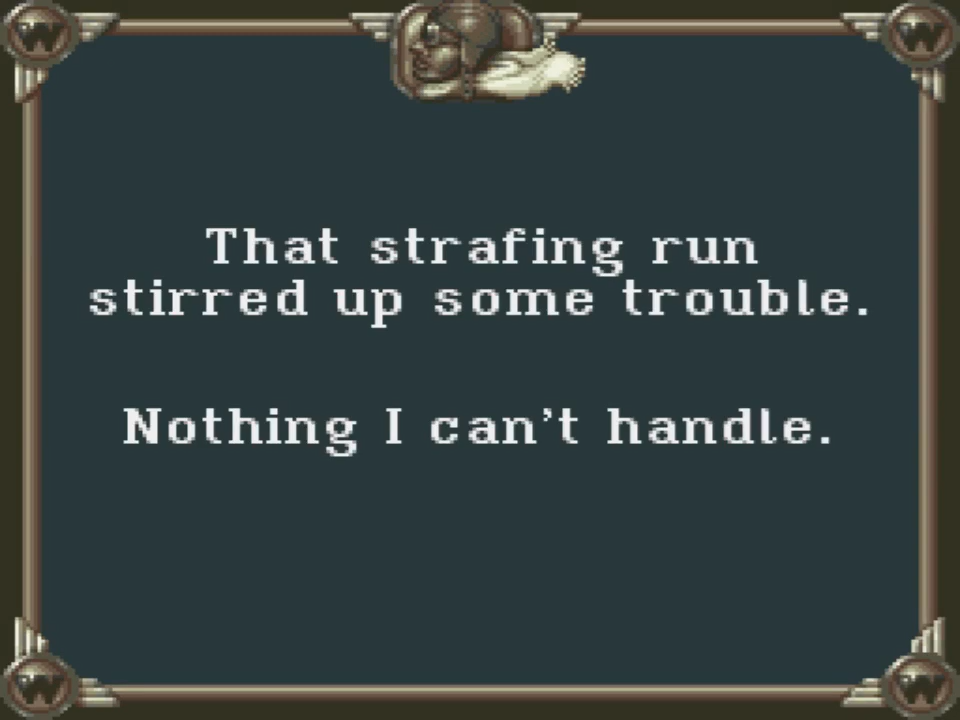 That strafing run
stirred up some trouble.
Nothing I can't handle.